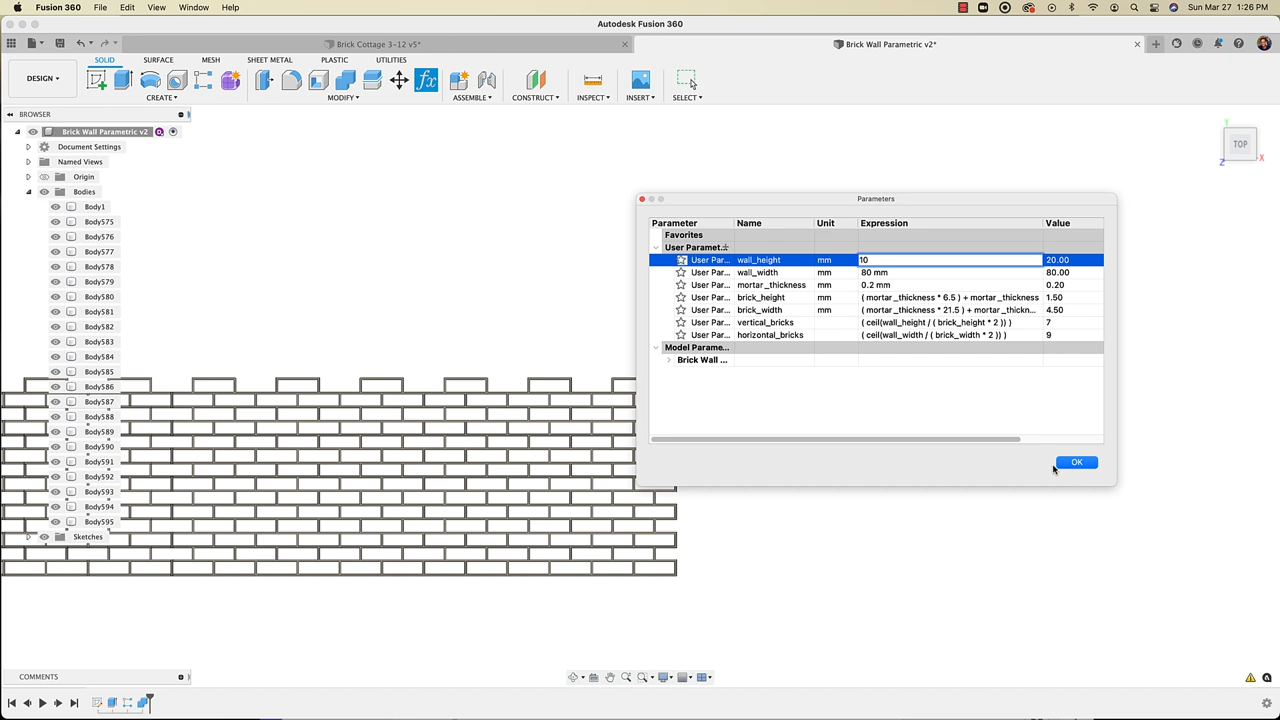 Fusion 360 File Edit View Window Help Sun Mar 27 1:26 PM
Autodesk Fusion 360
Brick Cottage 3-12 v5* Brick Wall Parametric v2*
SOLID SURFACE MESH SHEET METAL PLASTIC UTILITIES
DESIGN
fx
CREATE MODIFY ASSEMBLE CONSTRUCT INSPECT INSERT SELECT
BROWSER
Brick Wall Parametric v2
Document Settings
Named Views
Origin
Bodies
Body1
Body575
Body576
Body577
Body578
Body579
Body580
Body581
Body582
Body583
Body584
Body585
Body586
Body587
Body588
Body589
Body590
Body591
Body592
Body593
Body594
Body595
Sketches
Y
TOP
X
Z
Parameters
Parameter Name Unit Expression Value
Favorites
User Paramet...
User Par... wall_height mm 10 20.00
User Par... wall_width mm 80 mm 80.00
User Par... mortar_thickness mm 0.2 mm 0.20
User Par... brick_height mm ( mortar_thickness * 6.5 ) + mortar_thickness 1.50
User Par... brick_width mm ( mortar_thickness * 21.5 ) + mortar_thickn... 4.50
User Par... vertical_bricks ( ceil(wall_height / ( brick_height * 2 )) ) 7
User Par... horizontal_bricks ( ceil(wall_width / ( brick_width * 2 )) ) 9
Model Parame...
Brick Wall ...
OK
COMMENTS